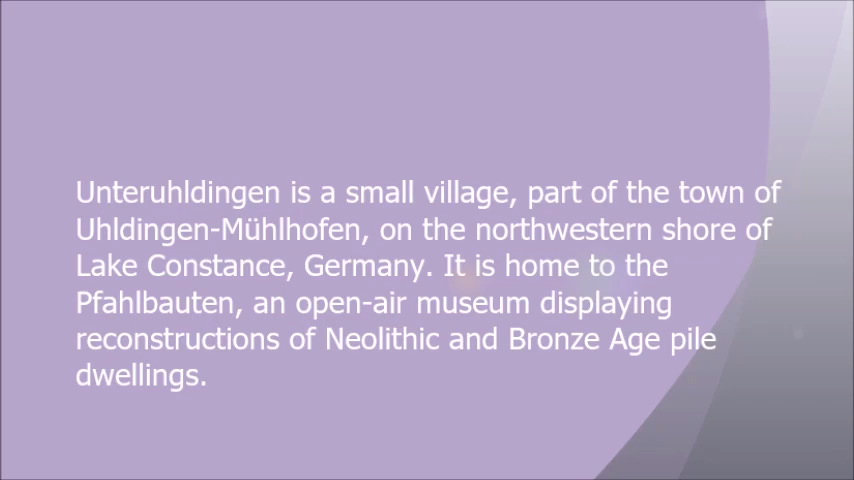 Unteruhldingen is a small village, part of the town of
Uhldingen-Mühlhofen, on the northwestern shore of
Lake Constance, Germany. It is home to the
Pfahlbauten, an open-air museum displaying
reconstructions of Neolithic and Bronze Age pile
dwellings.